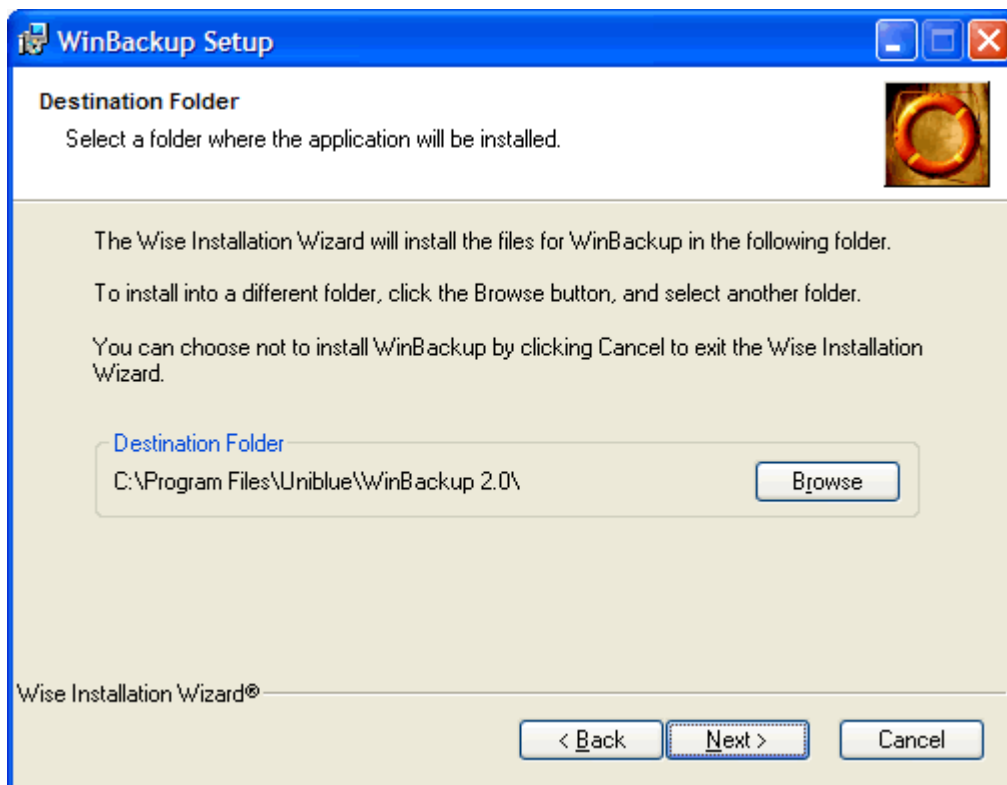 WinBackup Setup
Destination Folder
Select a folder where the application will be installed.
The Wise Installation Wizard will install the files for WinBackup in the following folder.
To install into a different folder, click the Browse button, and select another folder.
You can choose not to install WinBackup by clicking Cancel to exit the Wise Installation
Wizard.
Destination Folder
C:\Program Files\Uniblue\WinBackup 2.0\
Browse
Wise Installation Wizard®
< Back
Next >
Cancel